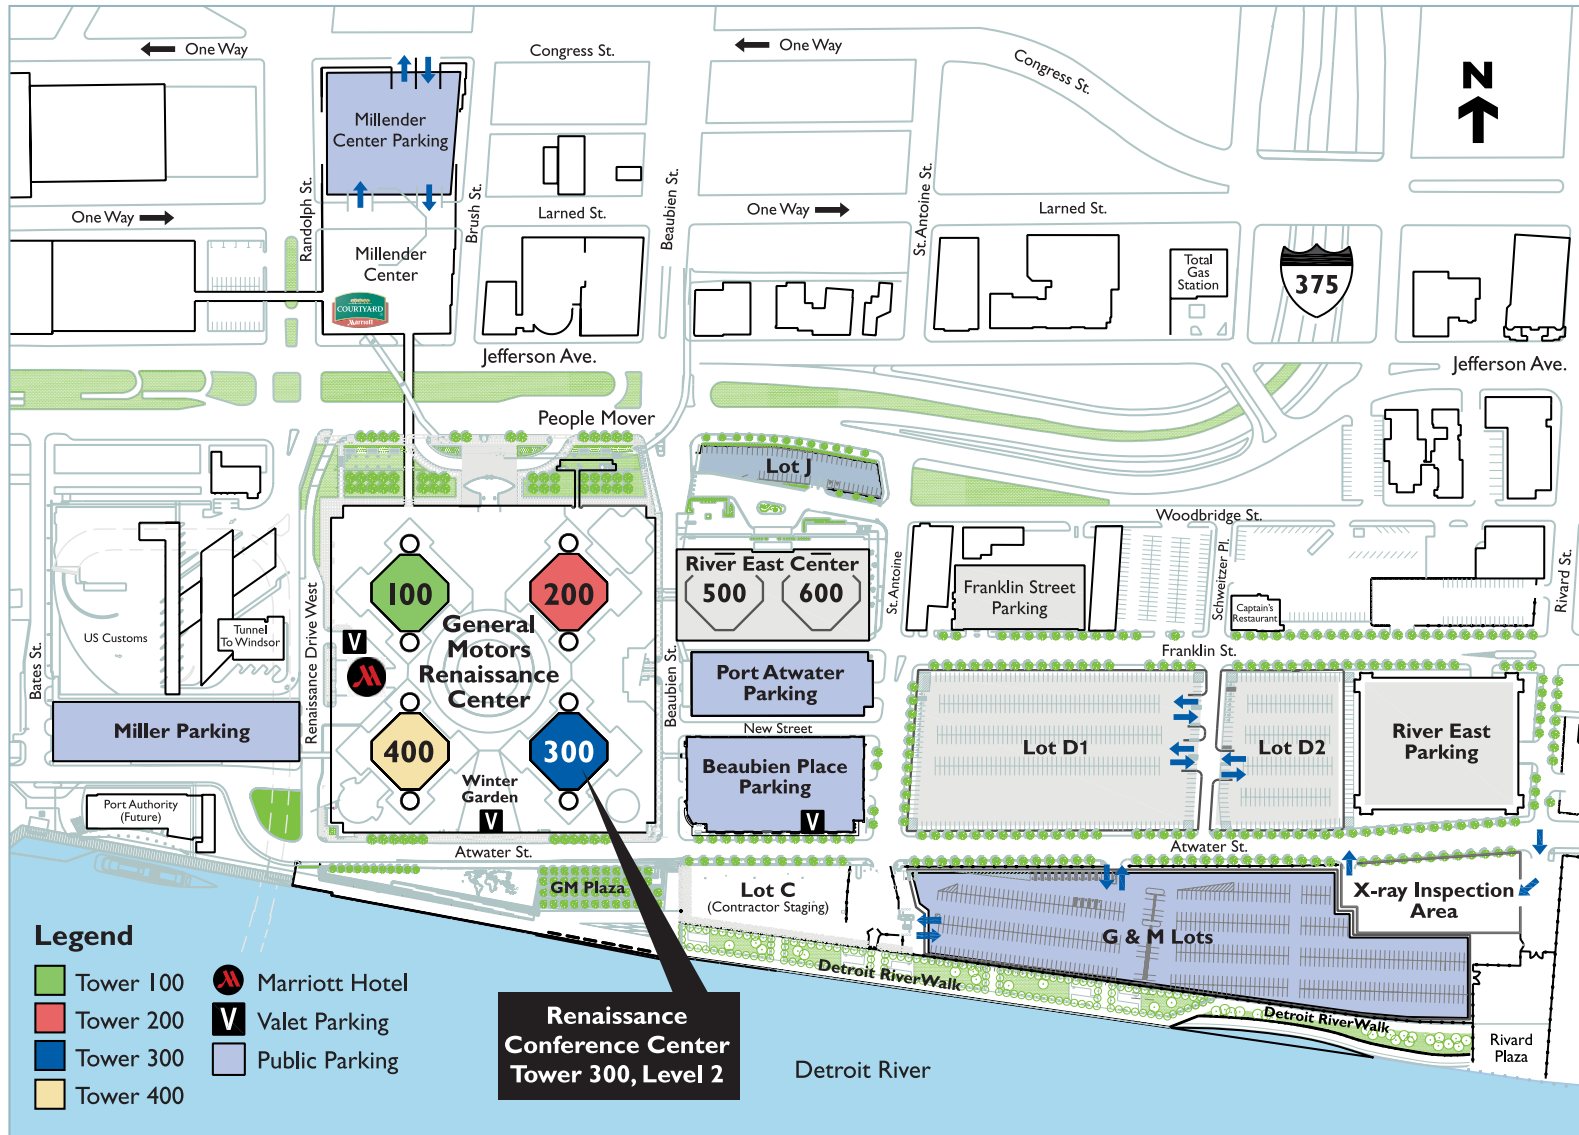 One Way
Congress St.
One Way
Congress St.
N
Millender
Center Parking
Randolph St.
Brush St.
Beaubien St.
St. Antoine St.
One Way
Larned St.
One Way
Larned St.
Millender
Center
COURTYARD
Marriott
Total
Gas
Station
375
Jefferson Ave.
Jefferson Ave.
People Mover
Lot J
Woodbridge St.
River East Center
500
600
100
200
General
Motors
Renaissance
Center
Franklin Street
Parking
St. Antoine
Schweitzer Pl.
Rivard St.
Captain's
Restaurant
US Customs
Tunnel
To Windsor
Bates St.
Renaissance Drive West
V
Franklin St.
Beaubien St.
Port Atwater
Parking
New Street
Miller Parking
400
300
Winter
Garden
V
Beaubien Place
Parking
V
Lot D1
Lot D2
River East
Parking
Port Authority
(Future)
Atwater St.
Atwater St.
GM Plaza
Lot C
(Contractor Staging)
X-ray Inspection
Area
G & M Lots
Detroit RiverWalk
Detroit RiverWalk
Rivard
Plaza
Legend
Tower 100
Tower 200
Tower 300
Tower 400
Marriott Hotel
V
Valet Parking
Public Parking
Renaissance
Conference Center
Tower 300, Level 2
Detroit River